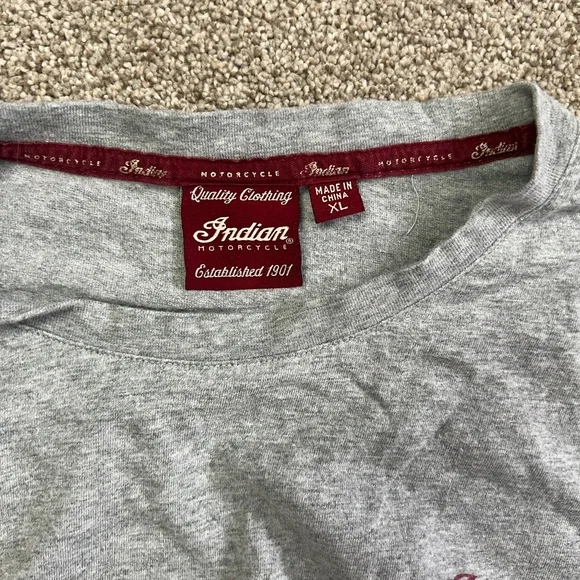 MOTORCYCLE Indian MOTORCYCLE Indian MOTORCYCLE Indian
Quality Clothing
Indian®
MOTORCYCLE
Established 1901
MADE IN
CHINA
XL